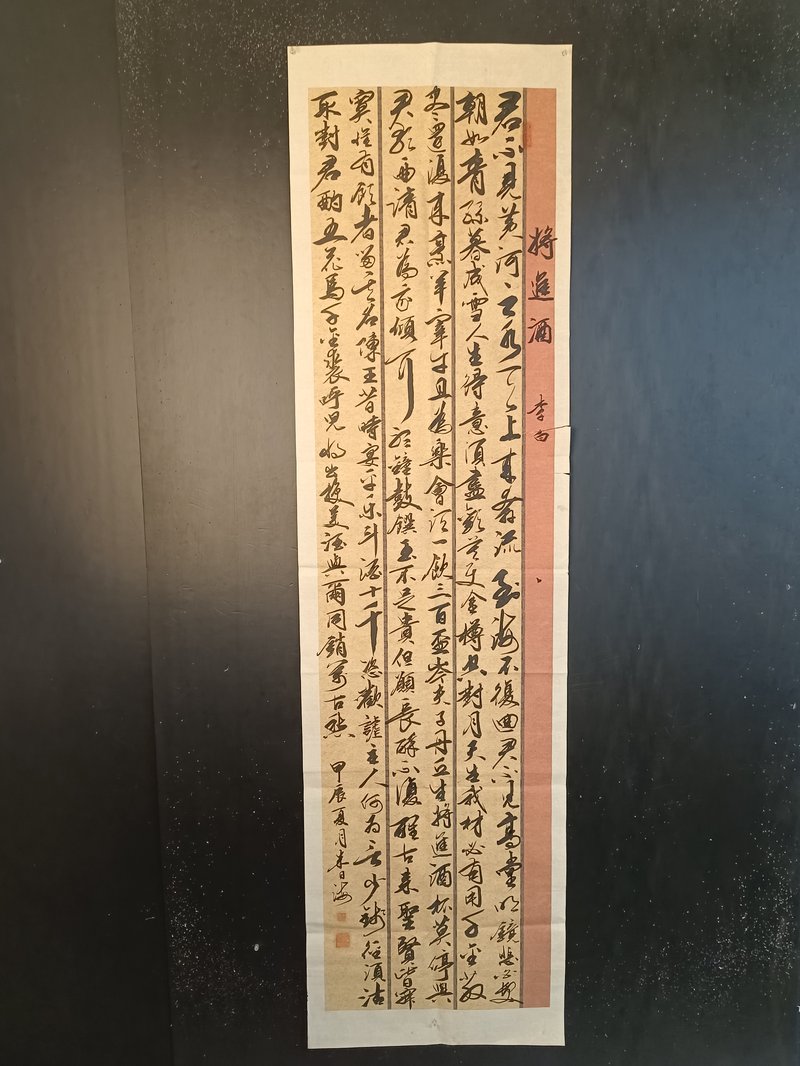 將進酒 李白
君不見黃河之水天上來奔流到海不復回君不見高堂明鏡悲白髮
朝如青絲暮成雪人生得意須盡歡莫使金樽空對月天生我材必有用千金散
盡還復來烹羊宰牛且為樂會須一飲三百盃岑夫子丹丘生將進酒杯莫停與
君歌一曲請君為我傾耳聽鐘鼓饌玉不足貴但願長醉不復醒古來聖賢皆寂
寞惟有飲者留其名陳王昔時宴平樂斗酒十千恣歡謔主人何為言少錢徑須沽
取對君酌五花馬千金裘呼兒將出換美酒與爾同銷萬古愁 甲辰夏月